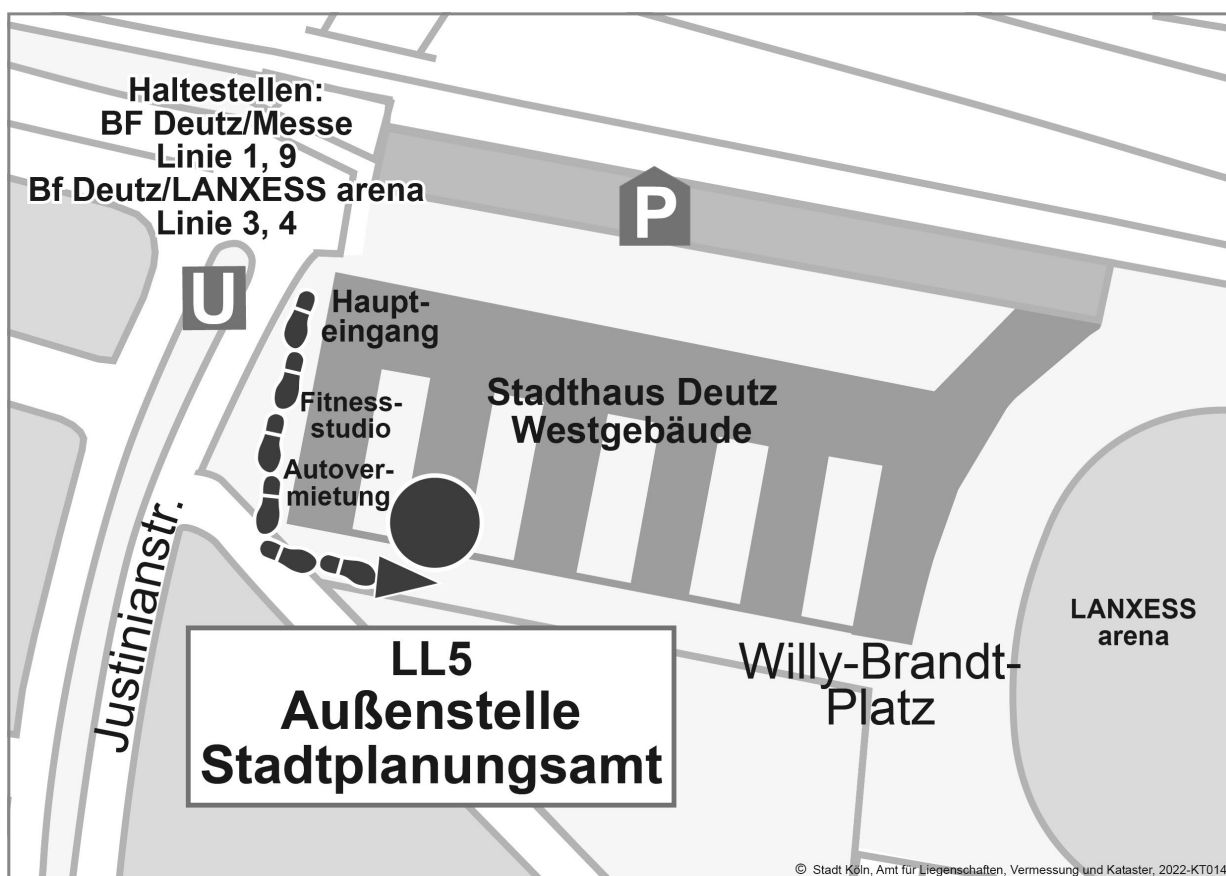 Haltestellen:
BF Deutz/Messe
Linie 1, 9
Bf Deutz/LANXESS arena
Linie 3, 4
P
U
Haupt-
eingang
Fitness-
studio
Autover-
mietung
Stadthaus Deutz
Westgebäude
Justinianstr.
LL5
Außenstelle
Stadtplanungsamt
Willy-Brandt-
Platz
LANXESS
arena
© Stadt Köln, Amt für Liegenschaften, Vermessung und Kataster, 2022-KT014